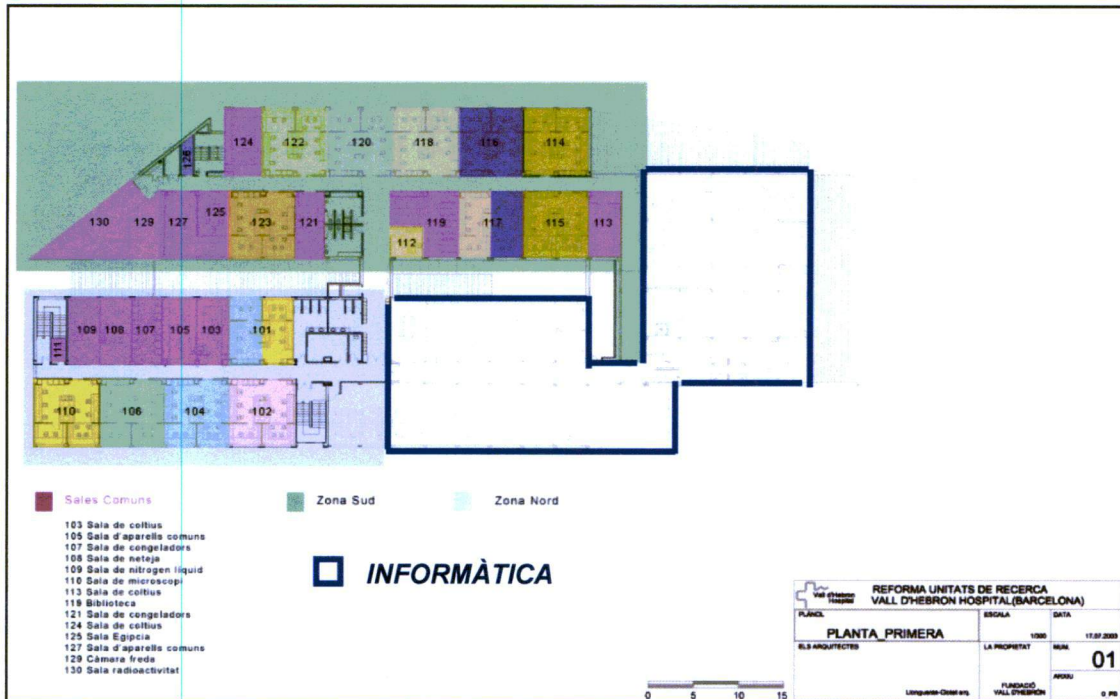 124
122
120
118
116
114
126
130
129
127
125
123
121
119
112
117
115
113
109
108
107
105
103
101
111
110
106
104
102
Sales Comuns
Zona Sud
Zona Nord
103 Sala de coltius
105 Sala d'aparells comuns
107 Sala de congeladors
108 Sala de neteja
109 Sala de nitrogen líquid
110 Sala de microscopi
113 Sala de coltius
119 Biblioteca
121 Sala de congeladors
124 Sala de coltius
125 Sala Egipcia
127 Sala d'aparells comuns
129 Càmara freda
130 Sala radioactivitat
INFORMÀTICA
Vall d'Hebron
Hospital
REFORMA UNITATS DE RECERCA
VALL D'HEBRON HOSPITAL(BARCELONA)
PLÀNOL
ESCALA
DATA
PLANTA_PRIMERA
17.07.2003
ELS ARQUITECTES
LA PROPIETAT
NUM.
01
FUNDACIÓ
VALL D'HEBRON
0 5 10 15